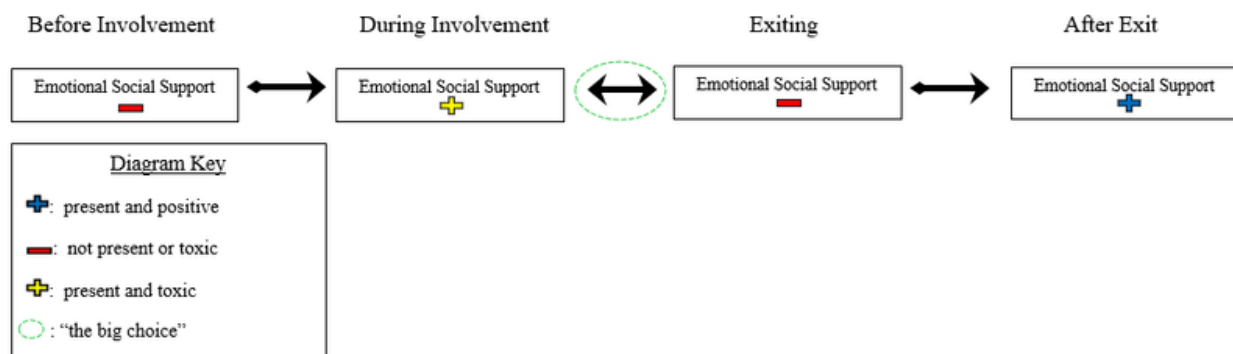 Before Involvement
During Involvement
Exiting
After Exit
Emotional Social Support
Emotional Social Support
Emotional Social Support
Emotional Social Support
Diagram Key
: present and positive
: not present or toxic
: present and toxic
: “the big choice”